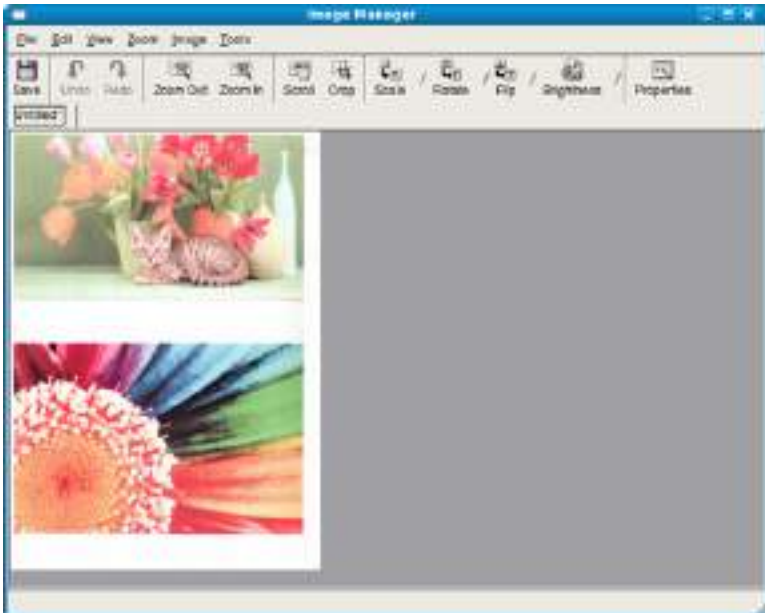 Image Manager
File Edit View Zoom Image Tools
Save Undo Redo Zoom Out Zoom In Scroll Crop Scale / Rotate / Flip / Brightness / Properties
Untitled